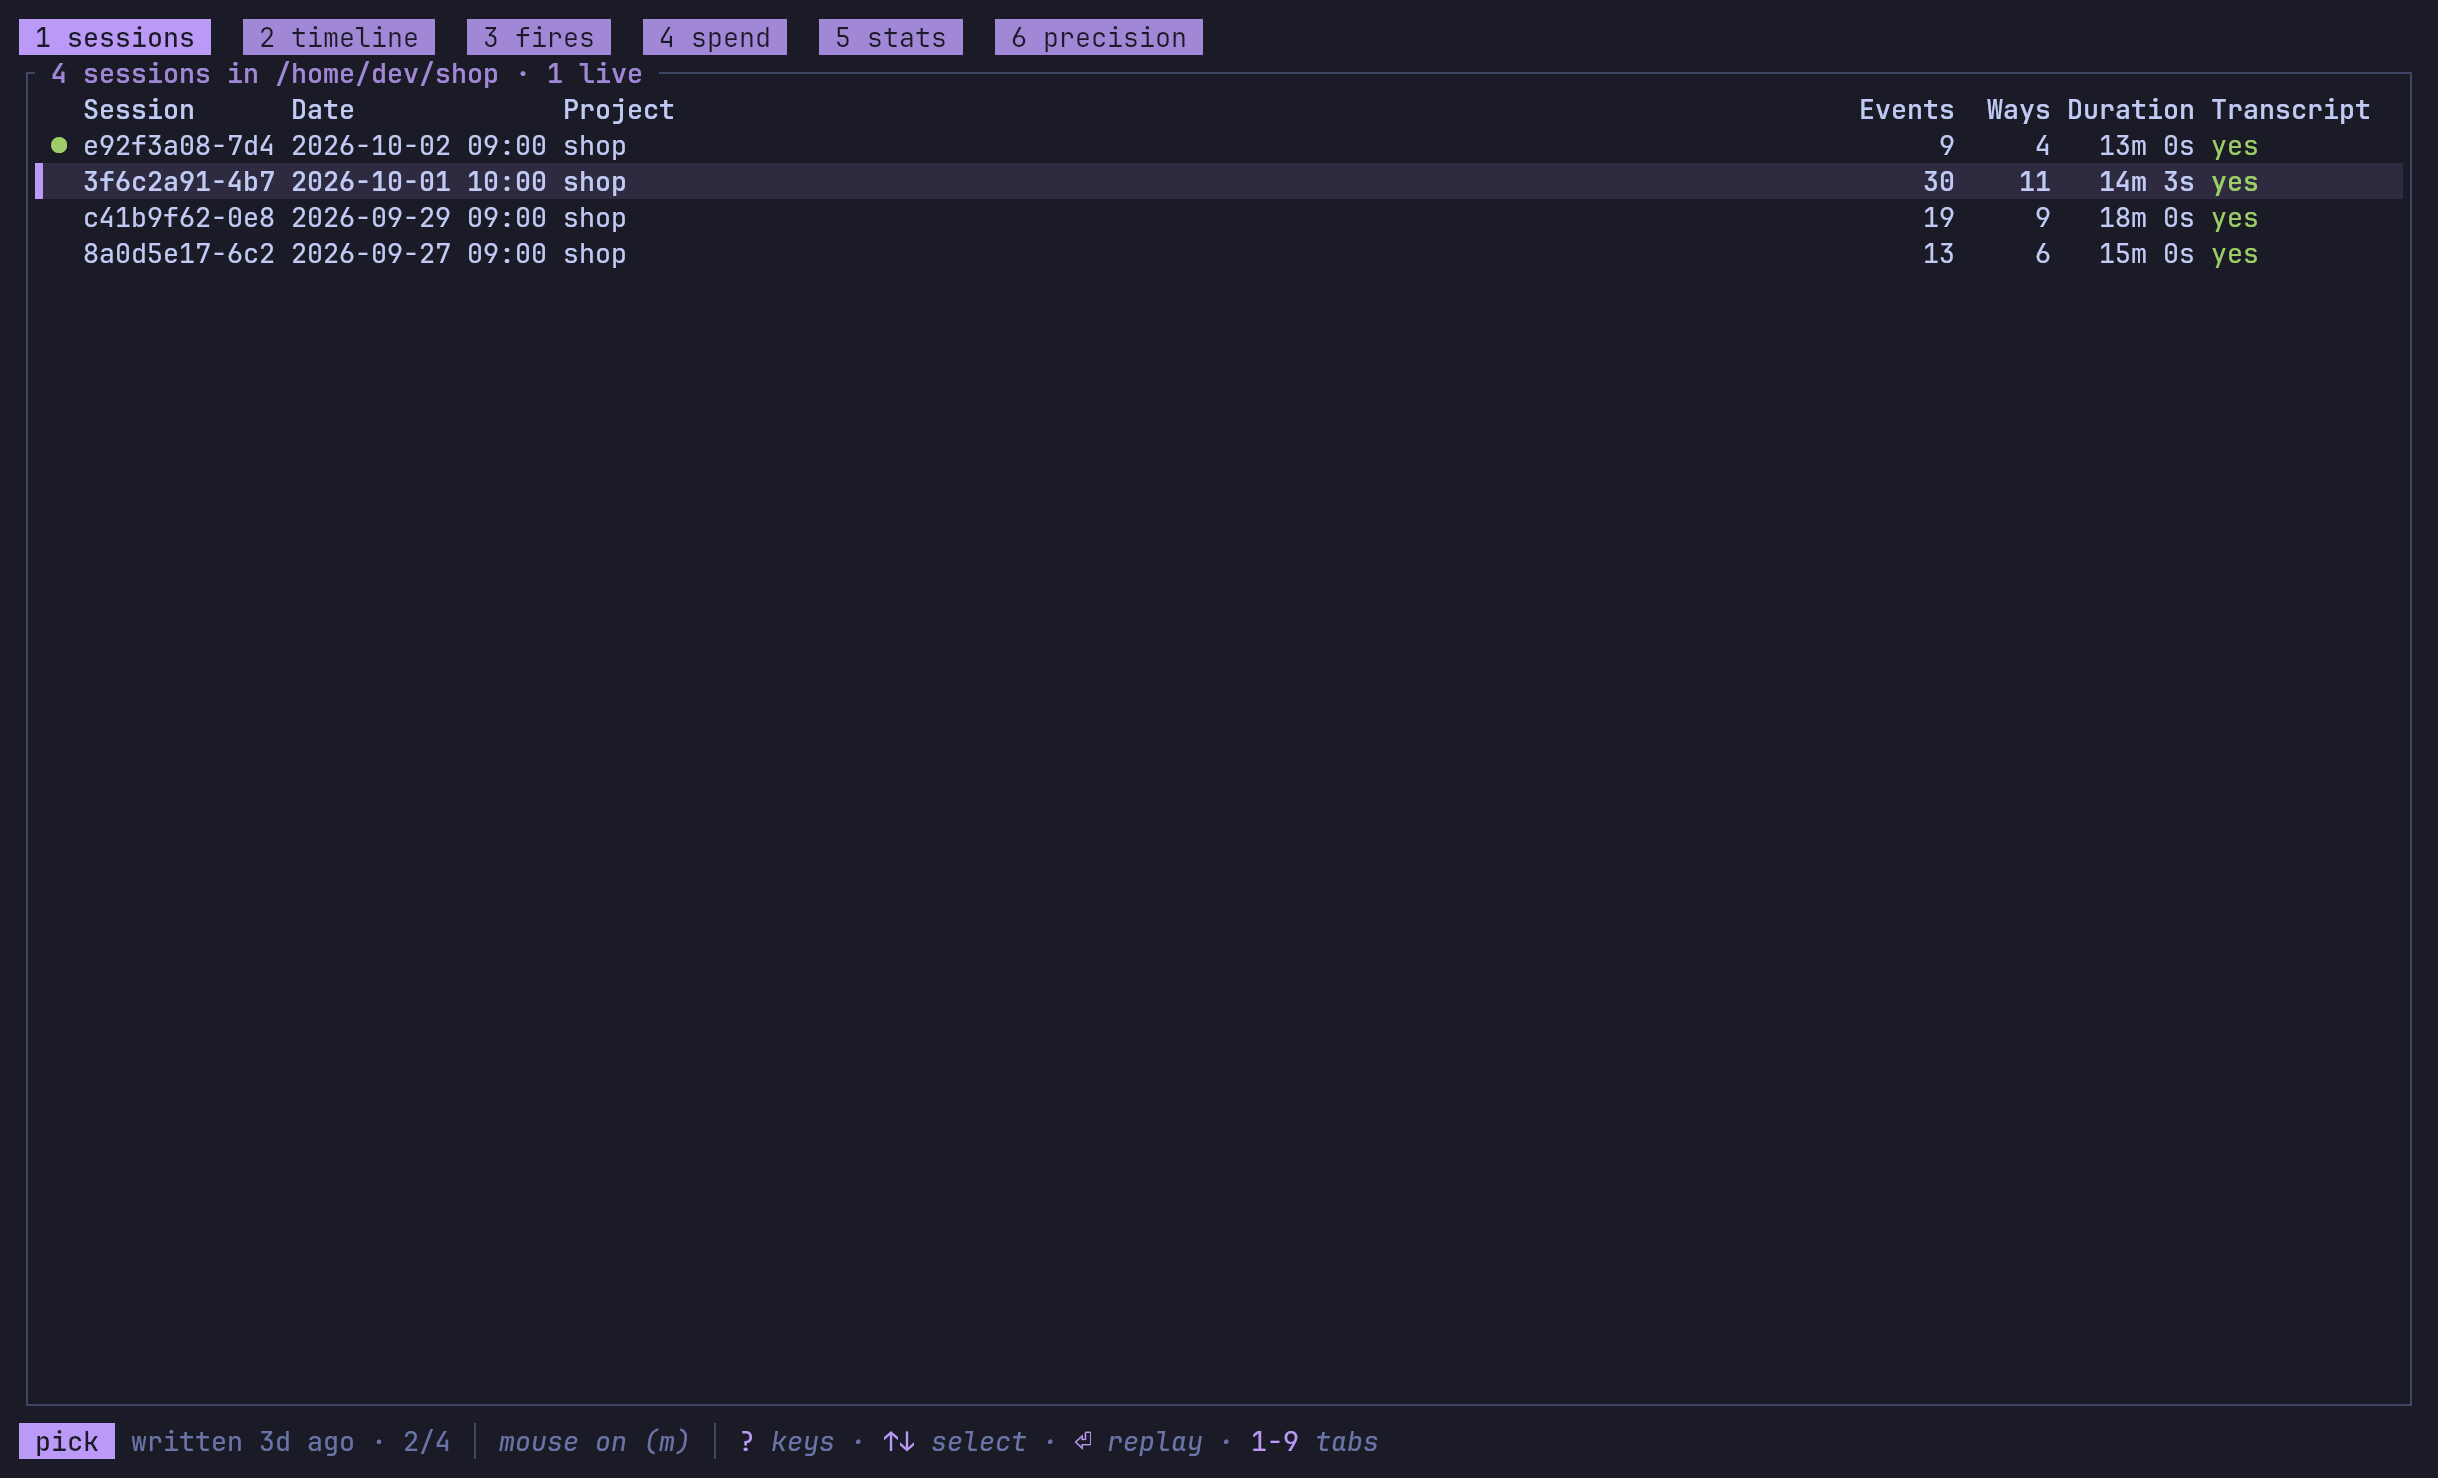 1 sessions 2 timeline 3 fires 4 spend 5 stats 6 precision
4 sessions in /home/dev/shop · 1 live
Session Date Project Events Ways Duration Transcript
● e92f3a08-7d4 2026-10-02 09:00 shop 9 4 13m 0s yes
3f6c2a91-4b7 2026-10-01 10:00 shop 30 11 14m 3s yes
c41b9f62-0e8 2026-09-29 09:00 shop 19 9 18m 0s yes
8a0d5e17-6c2 2026-09-27 09:00 shop 13 6 15m 0s yes
pick written 3d ago · 2/4 │ mouse on (m) │ ? keys · ↑↓ select · ⏎ replay · 1-9 tabs